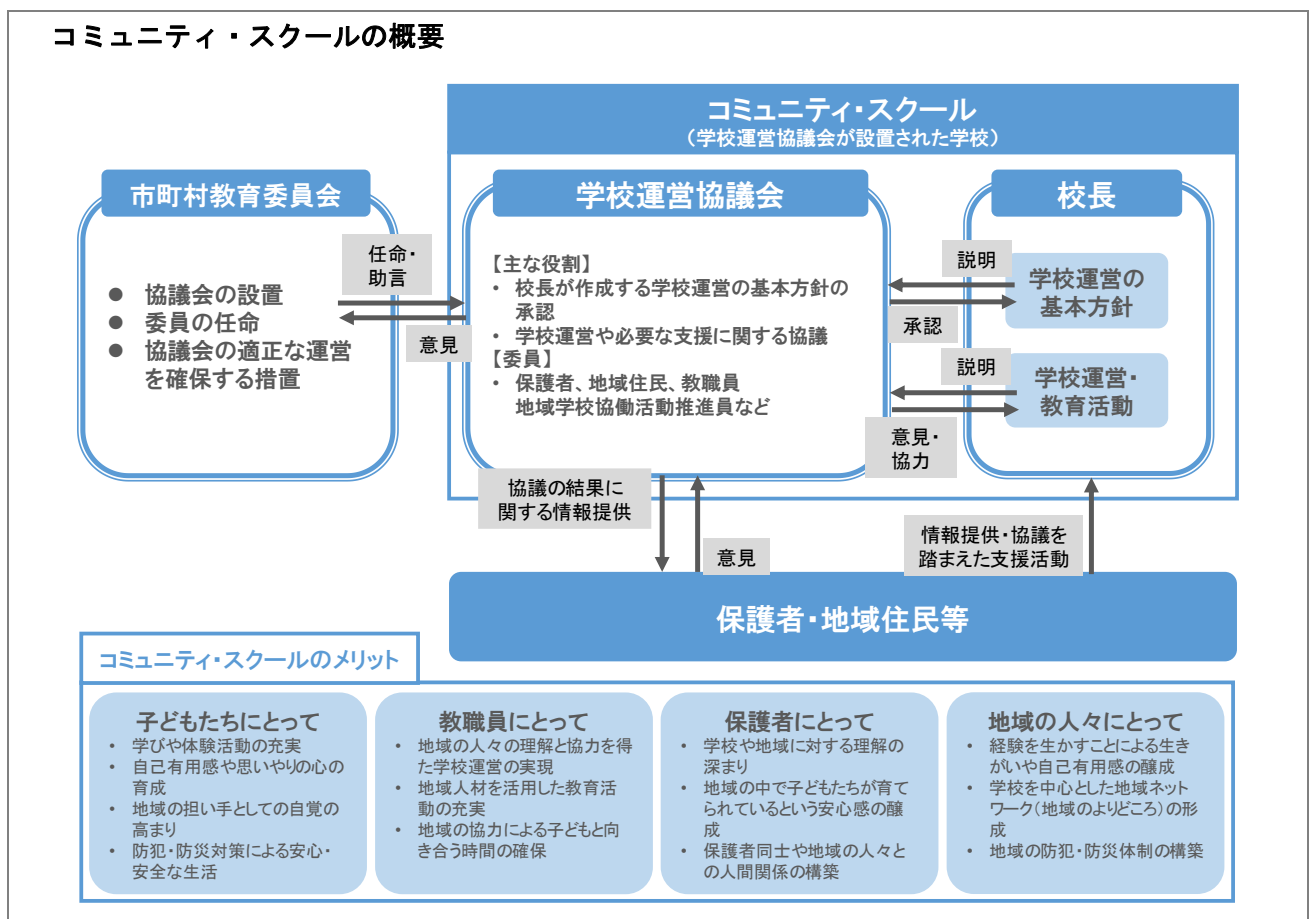 コミュニティ・スクールの概要
コミュニティ・スクール
(学校運営協議会が設置された学校)
市町村教育委員会
● 協議会の設置
● 委員の任命
● 協議会の適正な運営
を確保する措置
任命・
助言
意見
学校運営協議会
【主な役割】
・ 校長が作成する学校運営の基本方針の
承認
・ 学校運営や必要な支援に関する協議
【委員】
・ 保護者、地域住民、教職員
地域学校協働活動推進員など
説明
承認
説明
意見・
協力
校長
学校運営の
基本方針
学校運営・
教育活動
協議の結果に
関する情報提供
意見
情報提供・協議を
踏まえた支援活動
保護者・地域住民等
コミュニティ・スクールのメリット
子どもたちにとって
・ 学びや体験活動の充実
・ 自己有用感や思いやりの心の
育成
・ 地域の担い手としての自覚の
高まり
・ 防犯・防災対策による安心・
安全な生活
教職員にとって
・ 地域の人々の理解と協力を得
た学校運営の実現
・ 地域人材を活用した教育活
動の充実
・ 地域の協力による子どもと向
き合う時間の確保
保護者にとって
・ 学校や地域に対する理解の
深まり
・ 地域の中で子どもたちが育て
られているという安心感の醸
成
・ 保護者同士や地域の人々と
の人間関係の構築
地域の人々にとって
・ 経験を生かすことによる生き
がいや自己有用感の醸成
・ 学校を中心とした地域ネット
ワーク(地域のよりどころ)の形
成
・ 地域の防犯・防災体制の構築